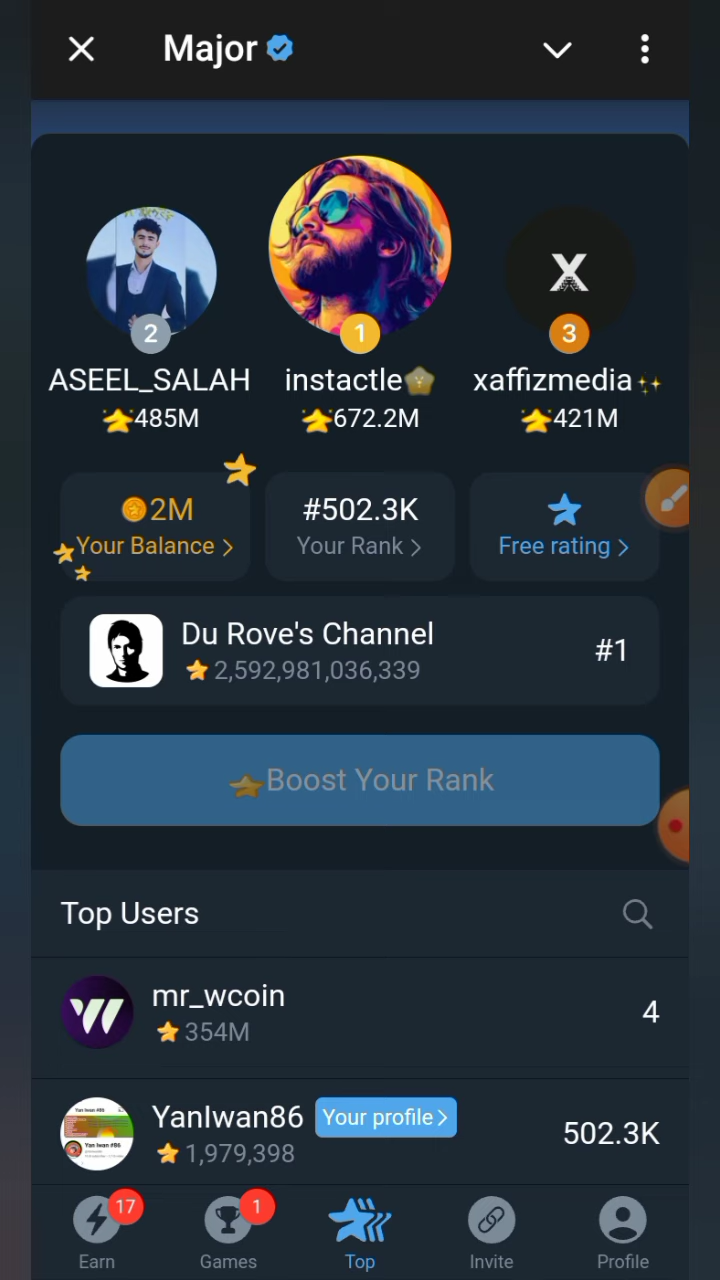 Major
2
1
3
ASEEL_SALAH
instactle
xaffizmedia
485M
672.2M
421M
2M
#502.3K
Your Balance >
Your Rank >
Free rating >
Du Rove's Channel
2,592,981,036,339
#1
Boost Your Rank
Top Users
mr_wcoin
354M
4
YanIwan86
Your profile >
1,979,398
502.3K
17
1
Earn
Games
Top
Invite
Profile